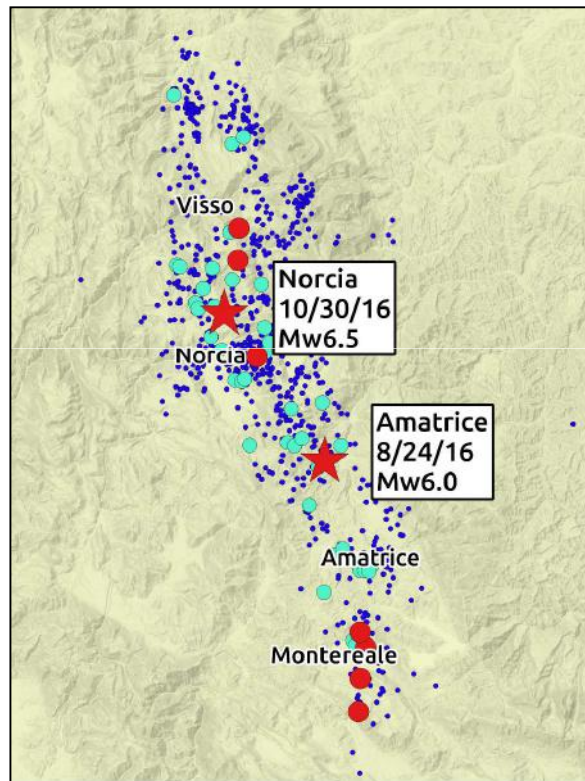 Visso
Norcia
10/30/16
Mw6.5
Norcia
Amatrice
8/24/16
Mw6.0
Amatrice
Montereale